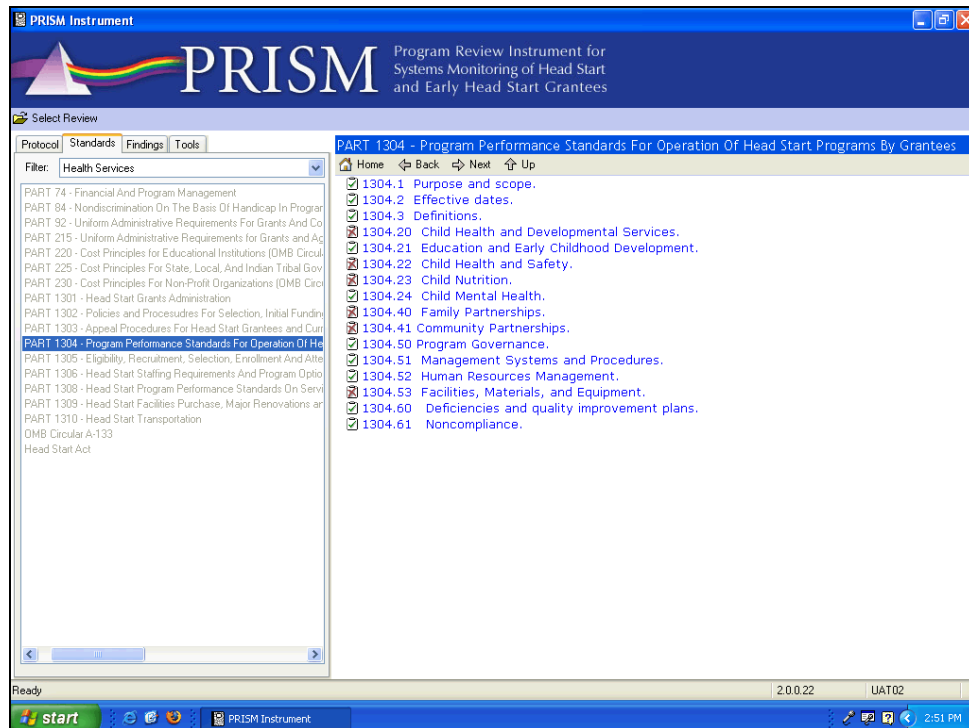 PRISM Instrument
PRISM
Program Review Instrument for
Systems Monitoring of Head Start
and Early Head Start Grantees
Select Review
Protocol Standards Findings Tools
Filter: Health Services
PART 74 - Financial And Program Management
PART 84 - Nondiscrimination On The Basis Of Handicap In Prograr
PART 92 - Uniform Administrative Requirements For Grants And Co
PART 215 - Uniform Administrative Requirements for Grants and Ag
PART 220 - Cost Principles for Educational Institutions (OMB Circul
PART 225 - Cost Principles For State, Local, And Indian Tribal Gov
PART 230 - Cost Principles For Non-Profit Organizations (OMB Circ
PART 1301 - Head Start Grants Administration
PART 1302 - Policies and Procesudres For Selection, Initial Fundin
PART 1303 - Appeal Procedures For Head Start Grantees and Curr
PART 1304 - Program Performance Standards For Operation Of He
PART 1305 - Eligibility, Recruitment, Selection, Enrollment And Atte
PART 1306 - Head Start Staffing Requirements And Program Optio
PART 1308 - Head Start Program Performance Standards On Servi
PART 1309 - Head Start Facilities Purchase, Major Renovations ar
PART 1310 - Head Start Transportation
OMB Circular A-133
Head Start Act
PART 1304 - Program Performance Standards For Operation Of Head Start Programs By Grantees
Home Back Next Up
1304.1 Purpose and scope.
1304.2 Effective dates.
1304.3 Definitions.
1304.20 Child Health and Developmental Services.
1304.21 Education and Early Childhood Development.
1304.22 Child Health and Safety.
1304.23 Child Nutrition.
1304.24 Child Mental Health.
1304.40 Family Partnerships.
1304.41 Community Partnerships.
1304.50 Program Governance.
1304.51 Management Systems and Procedures.
1304.52 Human Resources Management.
1304.53 Facilities, Materials, and Equipment.
1304.60 Deficiencies and quality improvement plans.
1304.61 Noncompliance.
Ready 2.0.0.22 UAT02
start PRISM Instrument 2:51 PM